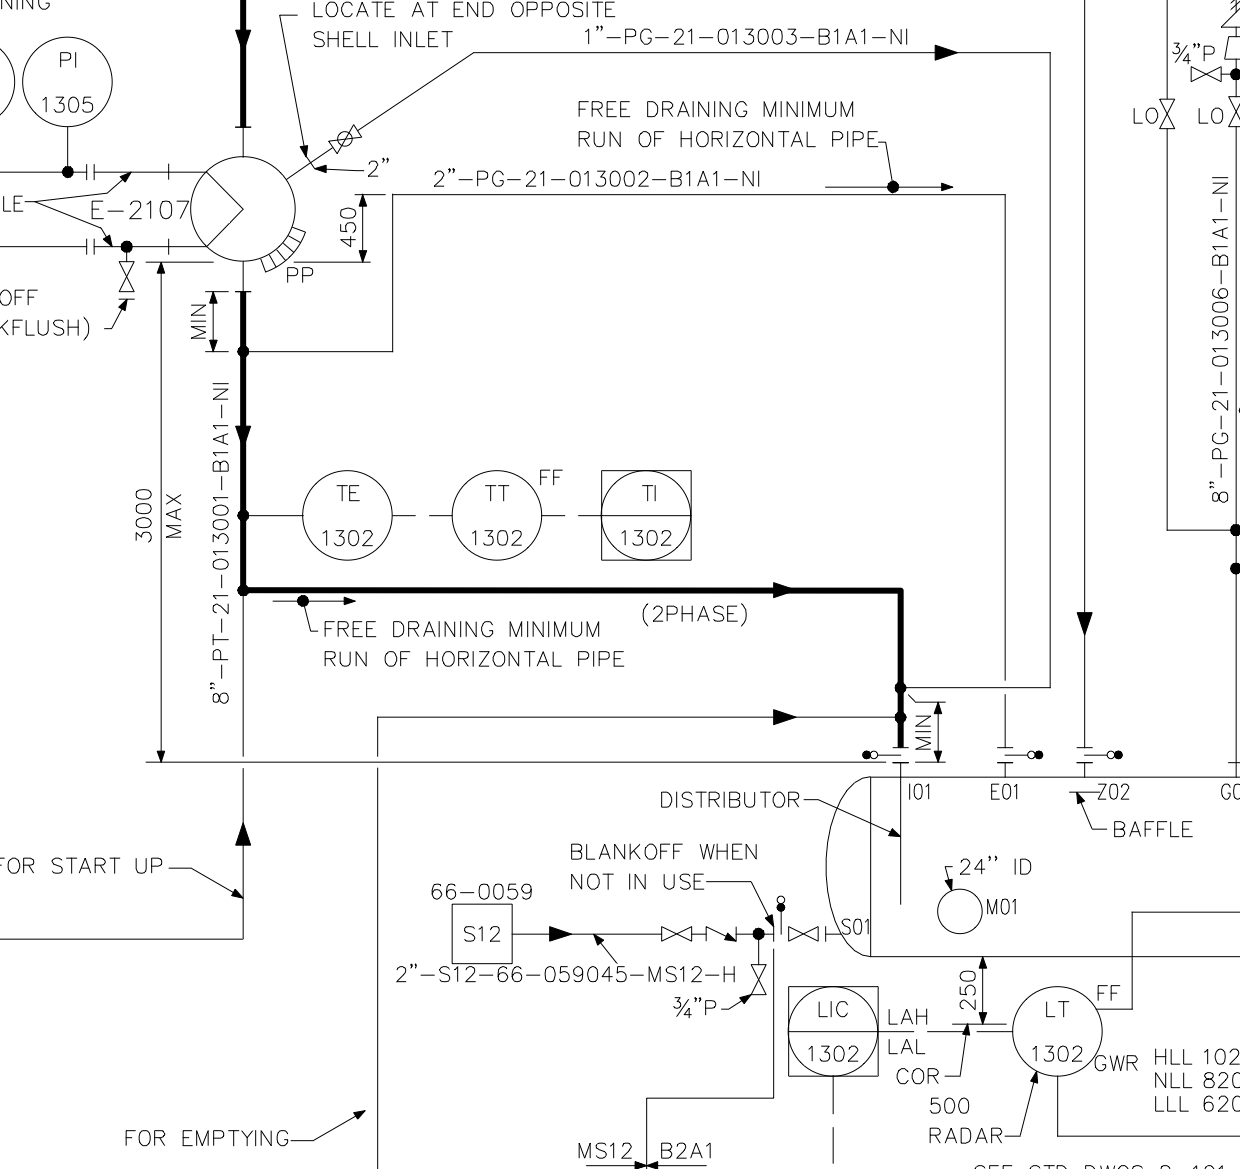 NING
LOCATE AT END OPPOSITE
SHELL INLET
1"-PG-21-013003-B1A1-NI
PI
1305
¾"P
LO
LO
FREE DRAINING MINIMUM
RUN OF HORIZONTAL PIPE
2"
2"-PG-21-013002-B1A1-NI
LE
E-2107
450
PP
OFF
KFLUSH)
MIN
8"-PG-21-013006-B1A1-NI
8"-PT-21-013001-B1A1-NI
3000
MAX
TE
1302
TT
1302
FF
TI
1302
(2PHASE)
FREE DRAINING MINIMUM
RUN OF HORIZONTAL PIPE
MIN
I01
E01
Z02
G0
DISTRIBUTOR
BAFFLE
FOR START UP
BLANKOFF WHEN
NOT IN USE
24" ID
M01
66-0059
S12
S01
2"-S12-66-059045-MS12-H
¾"P
250
LIC
1302
LAH
LAL
COR
LT
1302
FF
GWR
HLL 102
NLL 820
LLL 620
500
RADAR
FOR EMPTYING
MS12
B2A1